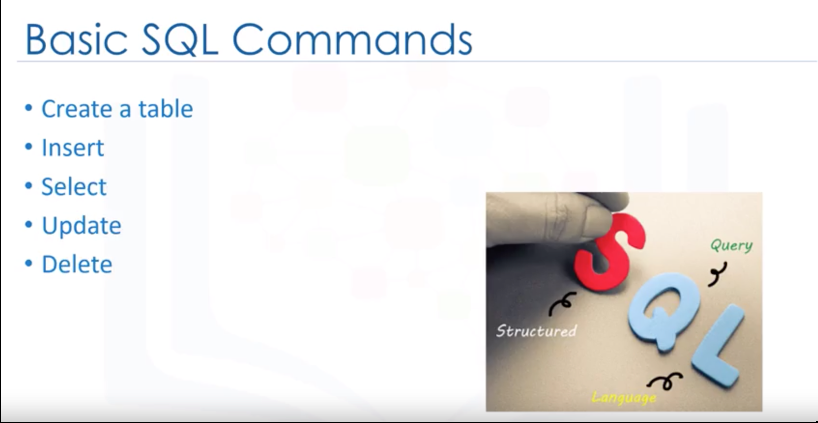 Basic SQL Commands
• Create a table
• Insert
• Select
• Update
• Delete
S
Query
Q
Structured
L
Language